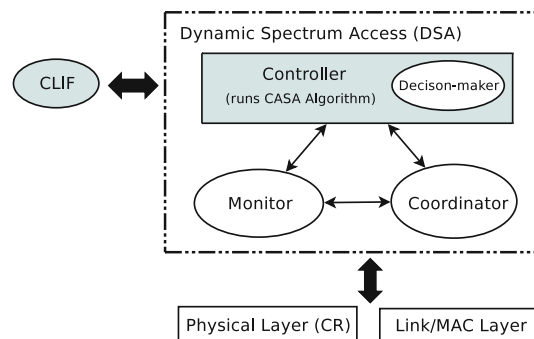 Dynamic Spectrum Access (DSA)
CLIF
Controller
(runs CASA Algorithm)
Decison-maker
Monitor
Coordinator
Physical Layer (CR)
Link/MAC Layer